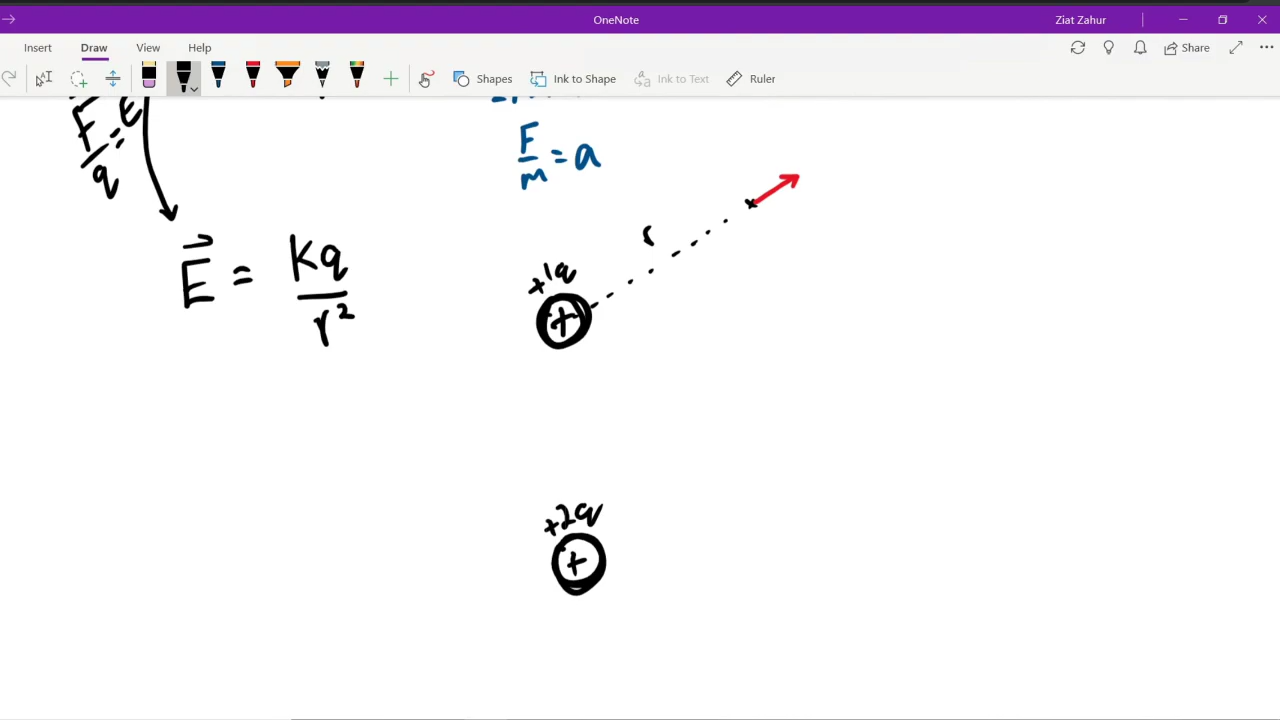 OneNote
Ziat Zahur
Insert Draw View Help
Share
Shapes
Ink to Shape
Ink to Text
Ruler
F/q = E
F/m = a
E⃗ = kq/r²
r
+1q
+
+2q
+